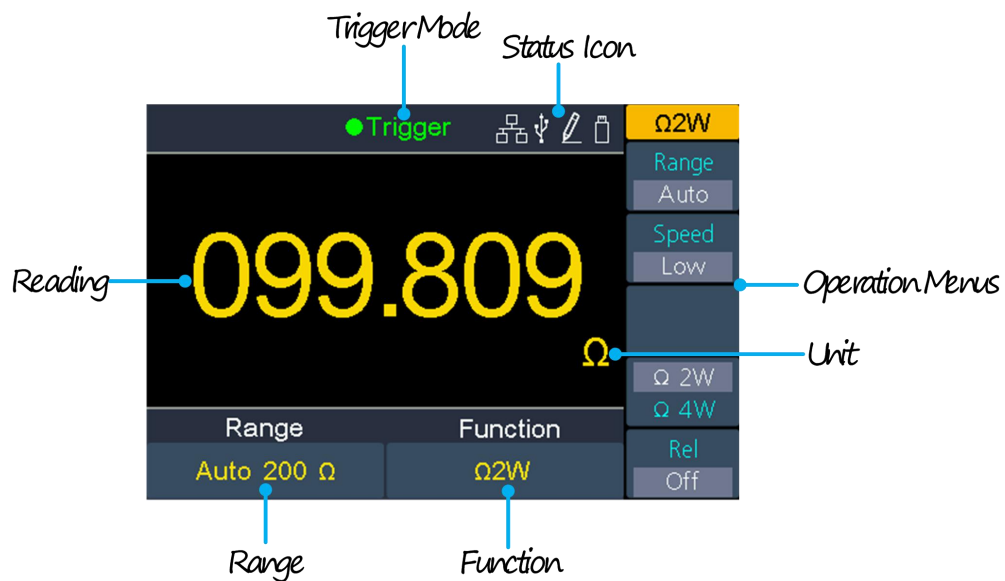 Trigger Mode
Status Icon
Trigger
Ω2W
Range
Auto
Speed
Low
Reading
099.809
Operation Menus
Ω
Unit
Ω 2W
Ω 4W
Range
Function
Rel
Off
Auto 200 Ω
Ω2W
Range
Function